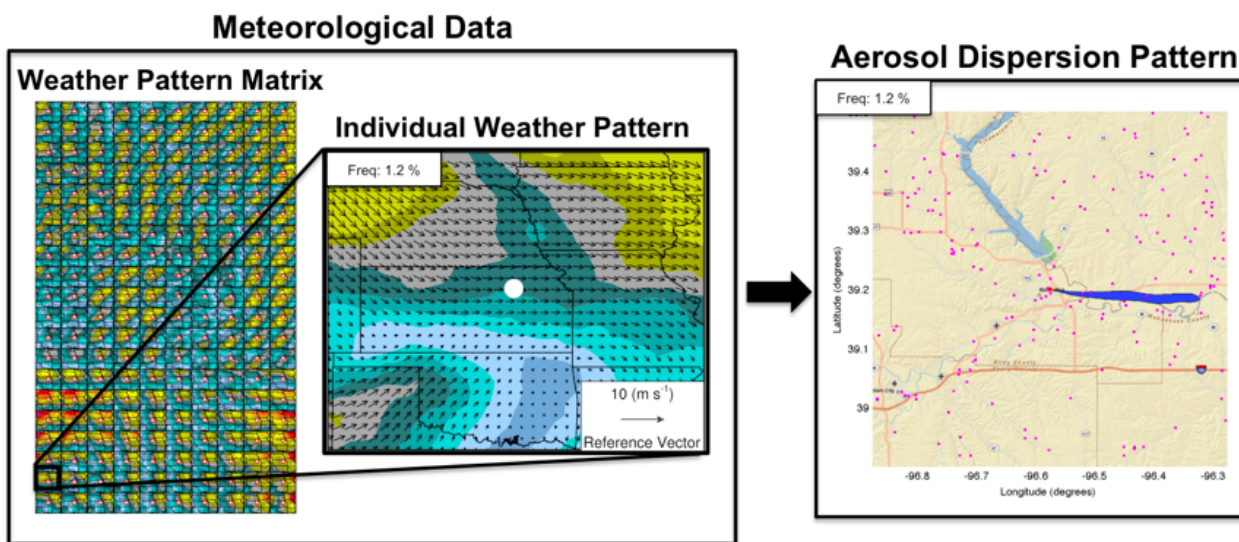 Meteorological Data
Weather Pattern Matrix
Individual Weather Pattern
Freq: 1.2 %
10 (m s⁻¹)
Reference Vector
Aerosol Dispersion Pattern
Freq: 1.2 %
39.4
39.3
39.2
39.1
39
Latitude (degrees)
-96.8
-96.7
-96.6
-96.5
-96.4
-96.3
Longitude (degrees)